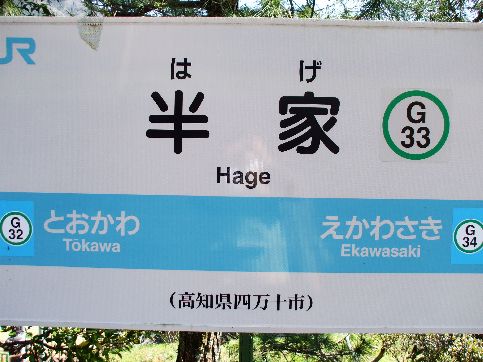 JR
は げ
半 家
G
33
Hage
G
32
とおかわ
Tōkawa
えかわさき
Ekawasaki
G
34
(高知県四万十市)